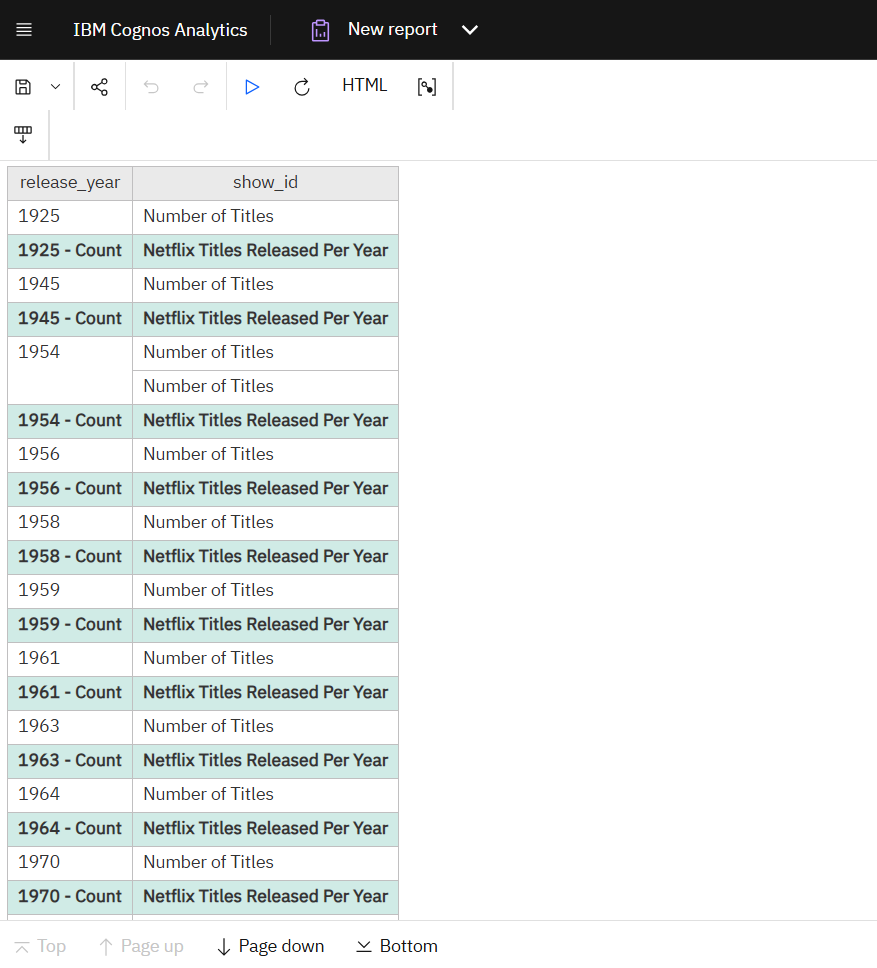 IBM Cognos Analytics New report
HTML
release_year show_id
1925 Number of Titles
1925 - Count Netflix Titles Released Per Year
1945 Number of Titles
1945 - Count Netflix Titles Released Per Year
1954 Number of Titles
Number of Titles
1954 - Count Netflix Titles Released Per Year
1956 Number of Titles
1956 - Count Netflix Titles Released Per Year
1958 Number of Titles
1958 - Count Netflix Titles Released Per Year
1959 Number of Titles
1959 - Count Netflix Titles Released Per Year
1961 Number of Titles
1961 - Count Netflix Titles Released Per Year
1963 Number of Titles
1963 - Count Netflix Titles Released Per Year
1964 Number of Titles
1964 - Count Netflix Titles Released Per Year
1970 Number of Titles
1970 - Count Netflix Titles Released Per Year
Top Page up Page down Bottom